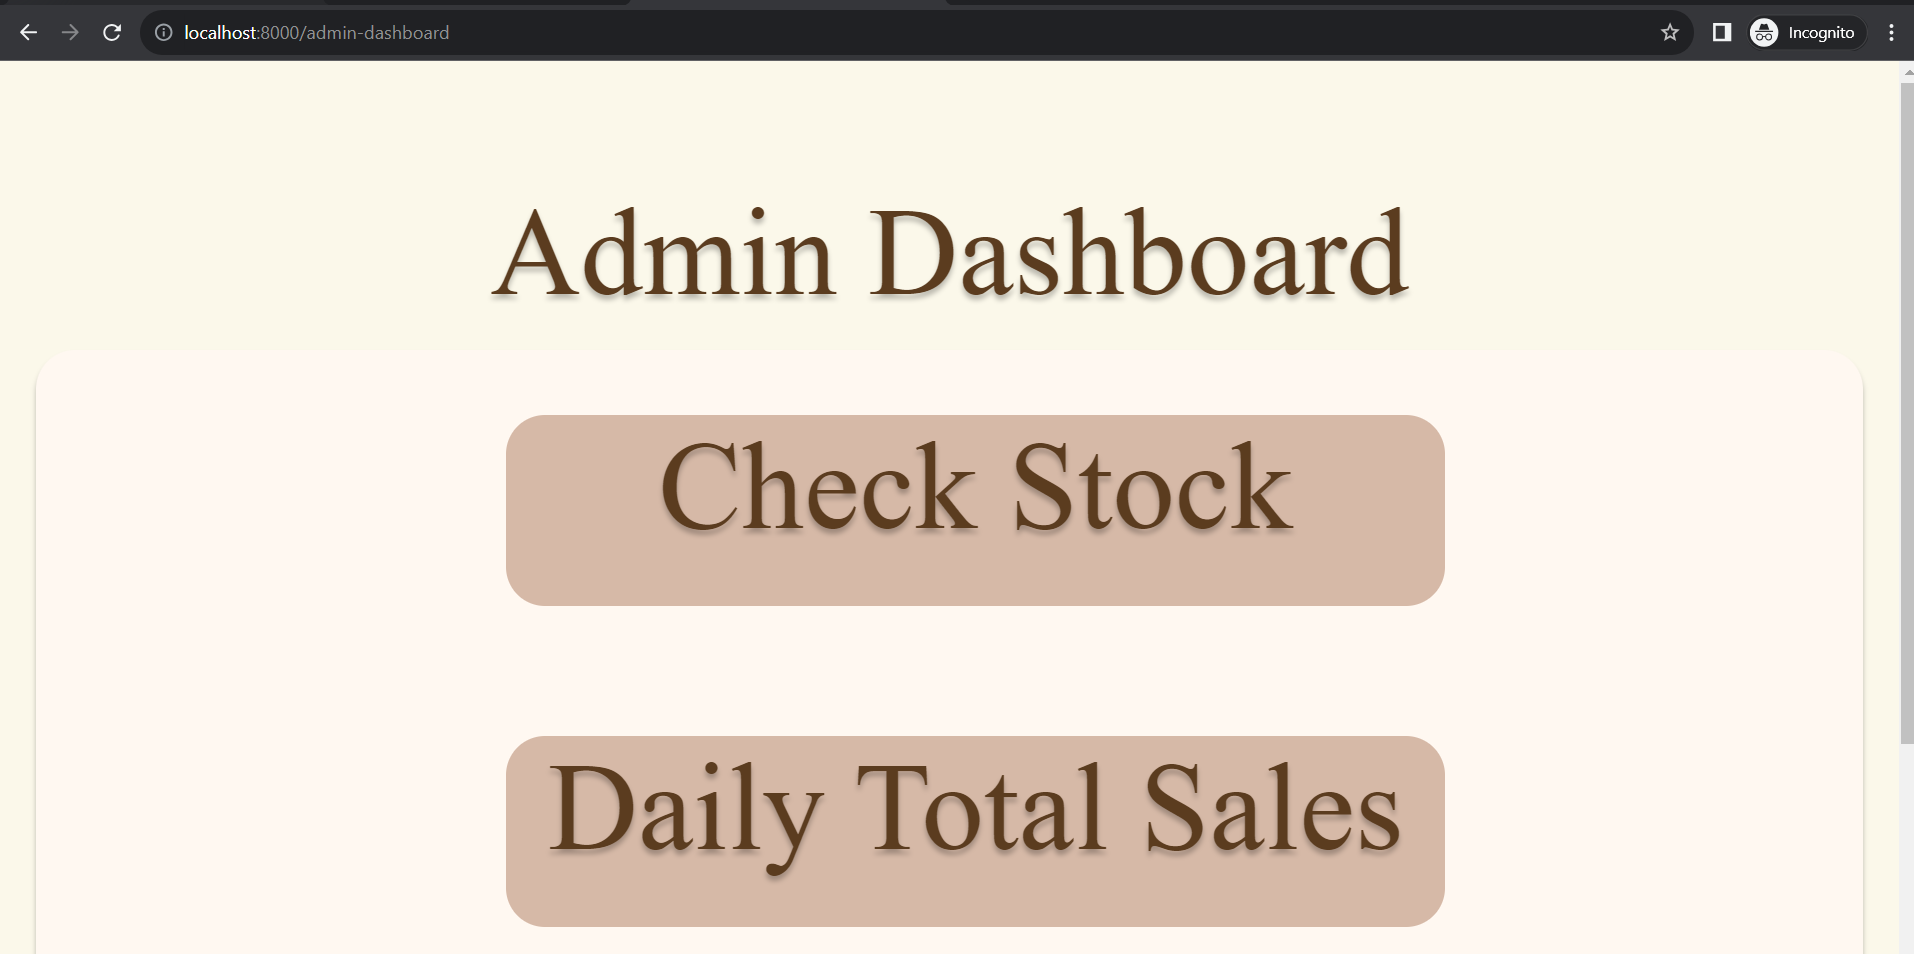 localhost:8000/admin-dashboard
Incognito
Admin Dashboard
Check Stock
Daily Total Sales